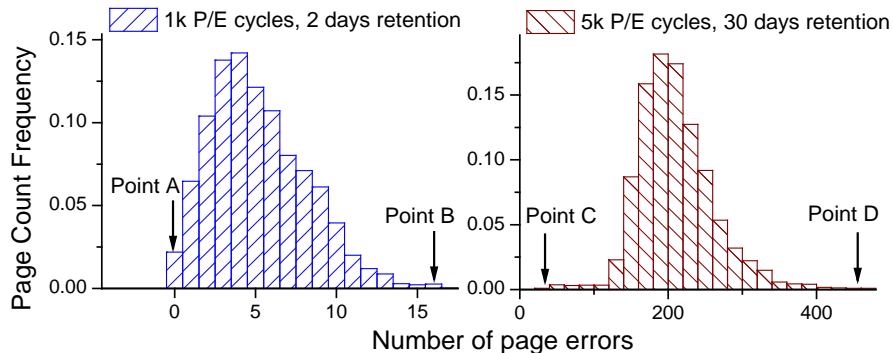 1k P/E cycles, 2 days retention
5k P/E cycles, 30 days retention
Page Count Frequency
0.15
0.10
0.05
0.00
Point A
Point B
0 5 10 15
0.15
0.10
0.05
0.00
Point C
Point D
0 200 400
Number of page errors